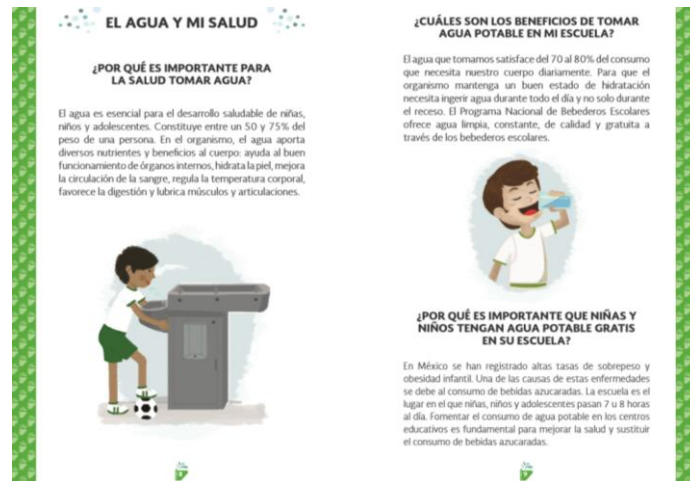 EL AGUA Y MI SALUD
¿POR QUÉ ES IMPORTANTE PARA
LA SALUD TOMAR AGUA?
El agua es esencial para el desarrollo saludable de niñas,
niños y adolescentes. Constituye entre un 50 y 75% del
peso de una persona. En el organismo, el agua aporta
diversos nutrientes y beneficios al cuerpo: ayuda al buen
funcionamiento de órganos internos, hidrata la piel, mejora
la circulación de la sangre, regula la temperatura corporal,
favorece la digestión y lubrica músculos y articulaciones.
¿CUÁLES SON LOS BENEFICIOS DE TOMAR
AGUA POTABLE EN MI ESCUELA?
El agua que tomamos satisface del 70 al 80% del consumo
que necesita nuestro cuerpo diariamente. Para que el
organismo mantenga un buen estado de hidratación
necesita ingerir agua durante todo el día y no solo durante
el receso. El Programa Nacional de Bebederos Escolares
ofrece agua limpia, constante, de calidad y gratuita a
través de los bebederos escolares.
¿POR QUÉ ES IMPORTANTE QUE NIÑAS Y
NIÑOS TENGAN AGUA POTABLE GRATIS
EN SU ESCUELA?
En México se han registrado altas tasas de sobrepeso y
obesidad infantil. Una de las causas de estas enfermedades
se debe al consumo de bebidas azucaradas. La escuela es el
lugar en el que niñas, niños y adolescentes pasan 7 u 8 horas
al día. Fomentar el consumo de agua potable en los centros
educativos es fundamental para mejorar la salud y sustituir
el consumo de bebidas azucaradas.